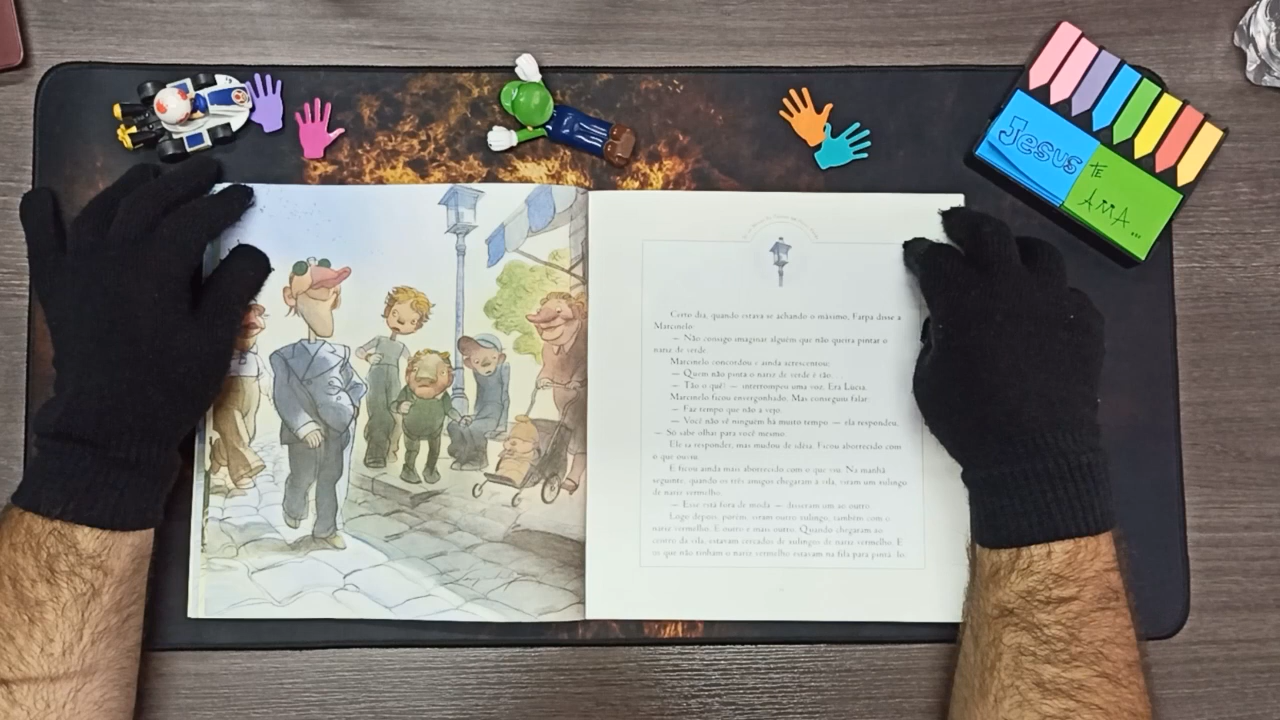 Jesus
TE
AMA...
Certo dia, quando estava se achando o máximo, Farpa disse a
Marcinelo:
— Não consigo imaginar alguém que não queira pintar o
nariz de verde.
Marcinelo concordou e ainda acrescentou:
— Quem não pinta o nariz de verde é tão...
— Tão o quê? — interrompeu uma voz. Era Lúcia.
Marcinelo ficou envergonhado. Mas conseguiu falar:
— Faz tempo que não a vejo.
— Você não vê ninguém há muito tempo — ela respondeu.
— Só sabe olhar para você mesmo.
Ele ia responder, mas mudou de idéia. Ficou aborrecido com
o que ouviu.
E ficou ainda mais aborrecido com o que viu. Na manhã
seguinte, quando os três amigos chegaram à vila, viram um xulingo
de nariz vermelho.
— Esse está fora de moda — disseram um ao outro.
Logo depois, porém, viram outro xulingo, também com o
nariz vermelho. E outro e mais outro. Quando chegaram ao
centro da vila, estavam cercados de xulingos de nariz vermelho. E
os que não tinham o nariz vermelho estavam na fila para pintá-lo.